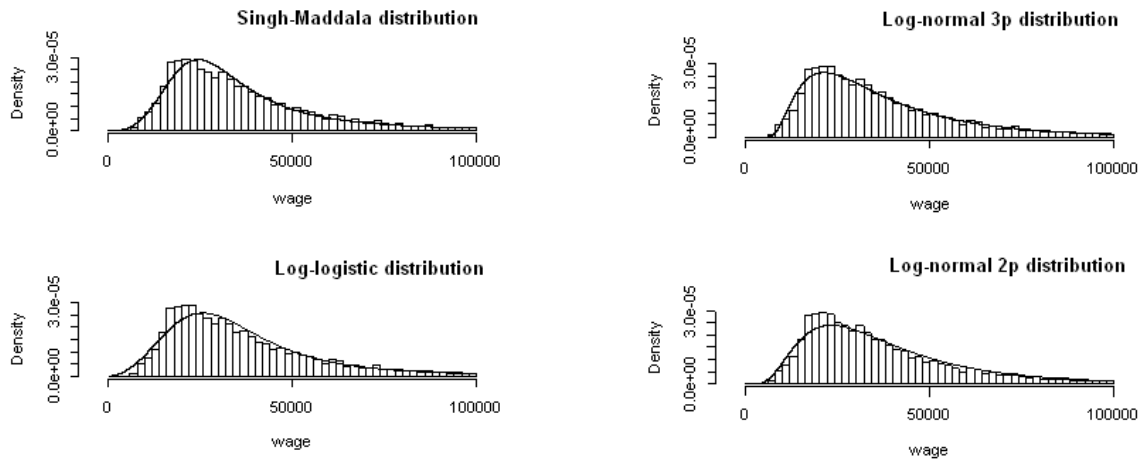 Singh-Maddala distribution
Density
3.0e-05
0.0e+00
0
50000
100000
wage
Log-normal 3p distribution
Density
3.0e-05
0.0e+00
0
50000
100000
wage
Log-logistic distribution
Density
3.0e-05
0.0e+00
0
50000
100000
wage
Log-normal 2p distribution
Density
3.0e-05
0.0e+00
0
50000
100000
wage